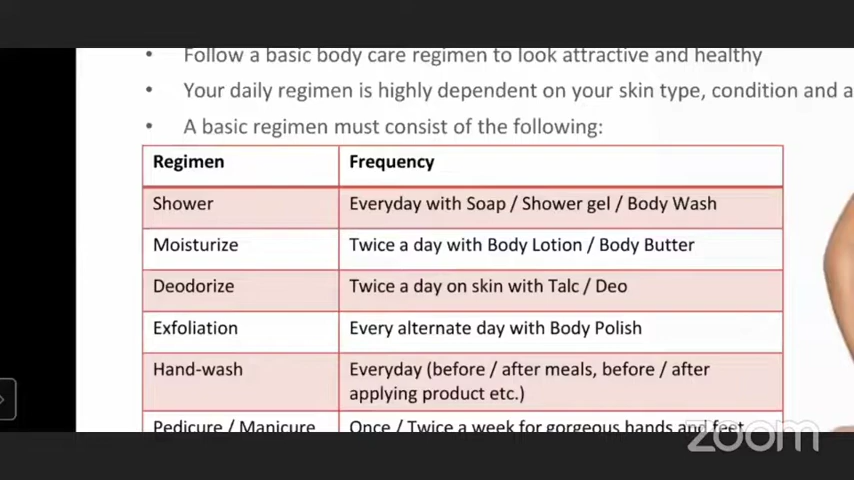 • Follow a basic body care regimen to look attractive and healthy
• Your daily regimen is highly dependent on your skin type, condition and a
• A basic regimen must consist of the following:
Regimen Frequency
Shower Everyday with Soap / Shower gel / Body Wash
Moisturize Twice a day with Body Lotion / Body Butter
Deodorize Twice a day on skin with Talc / Deo
Exfoliation Every alternate day with Body Polish
Hand-wash Everyday (before / after meals, before / after
applying product etc.)
Pedicure / Manicure Once / Twice a week for gorgeous hands and feet
zoom